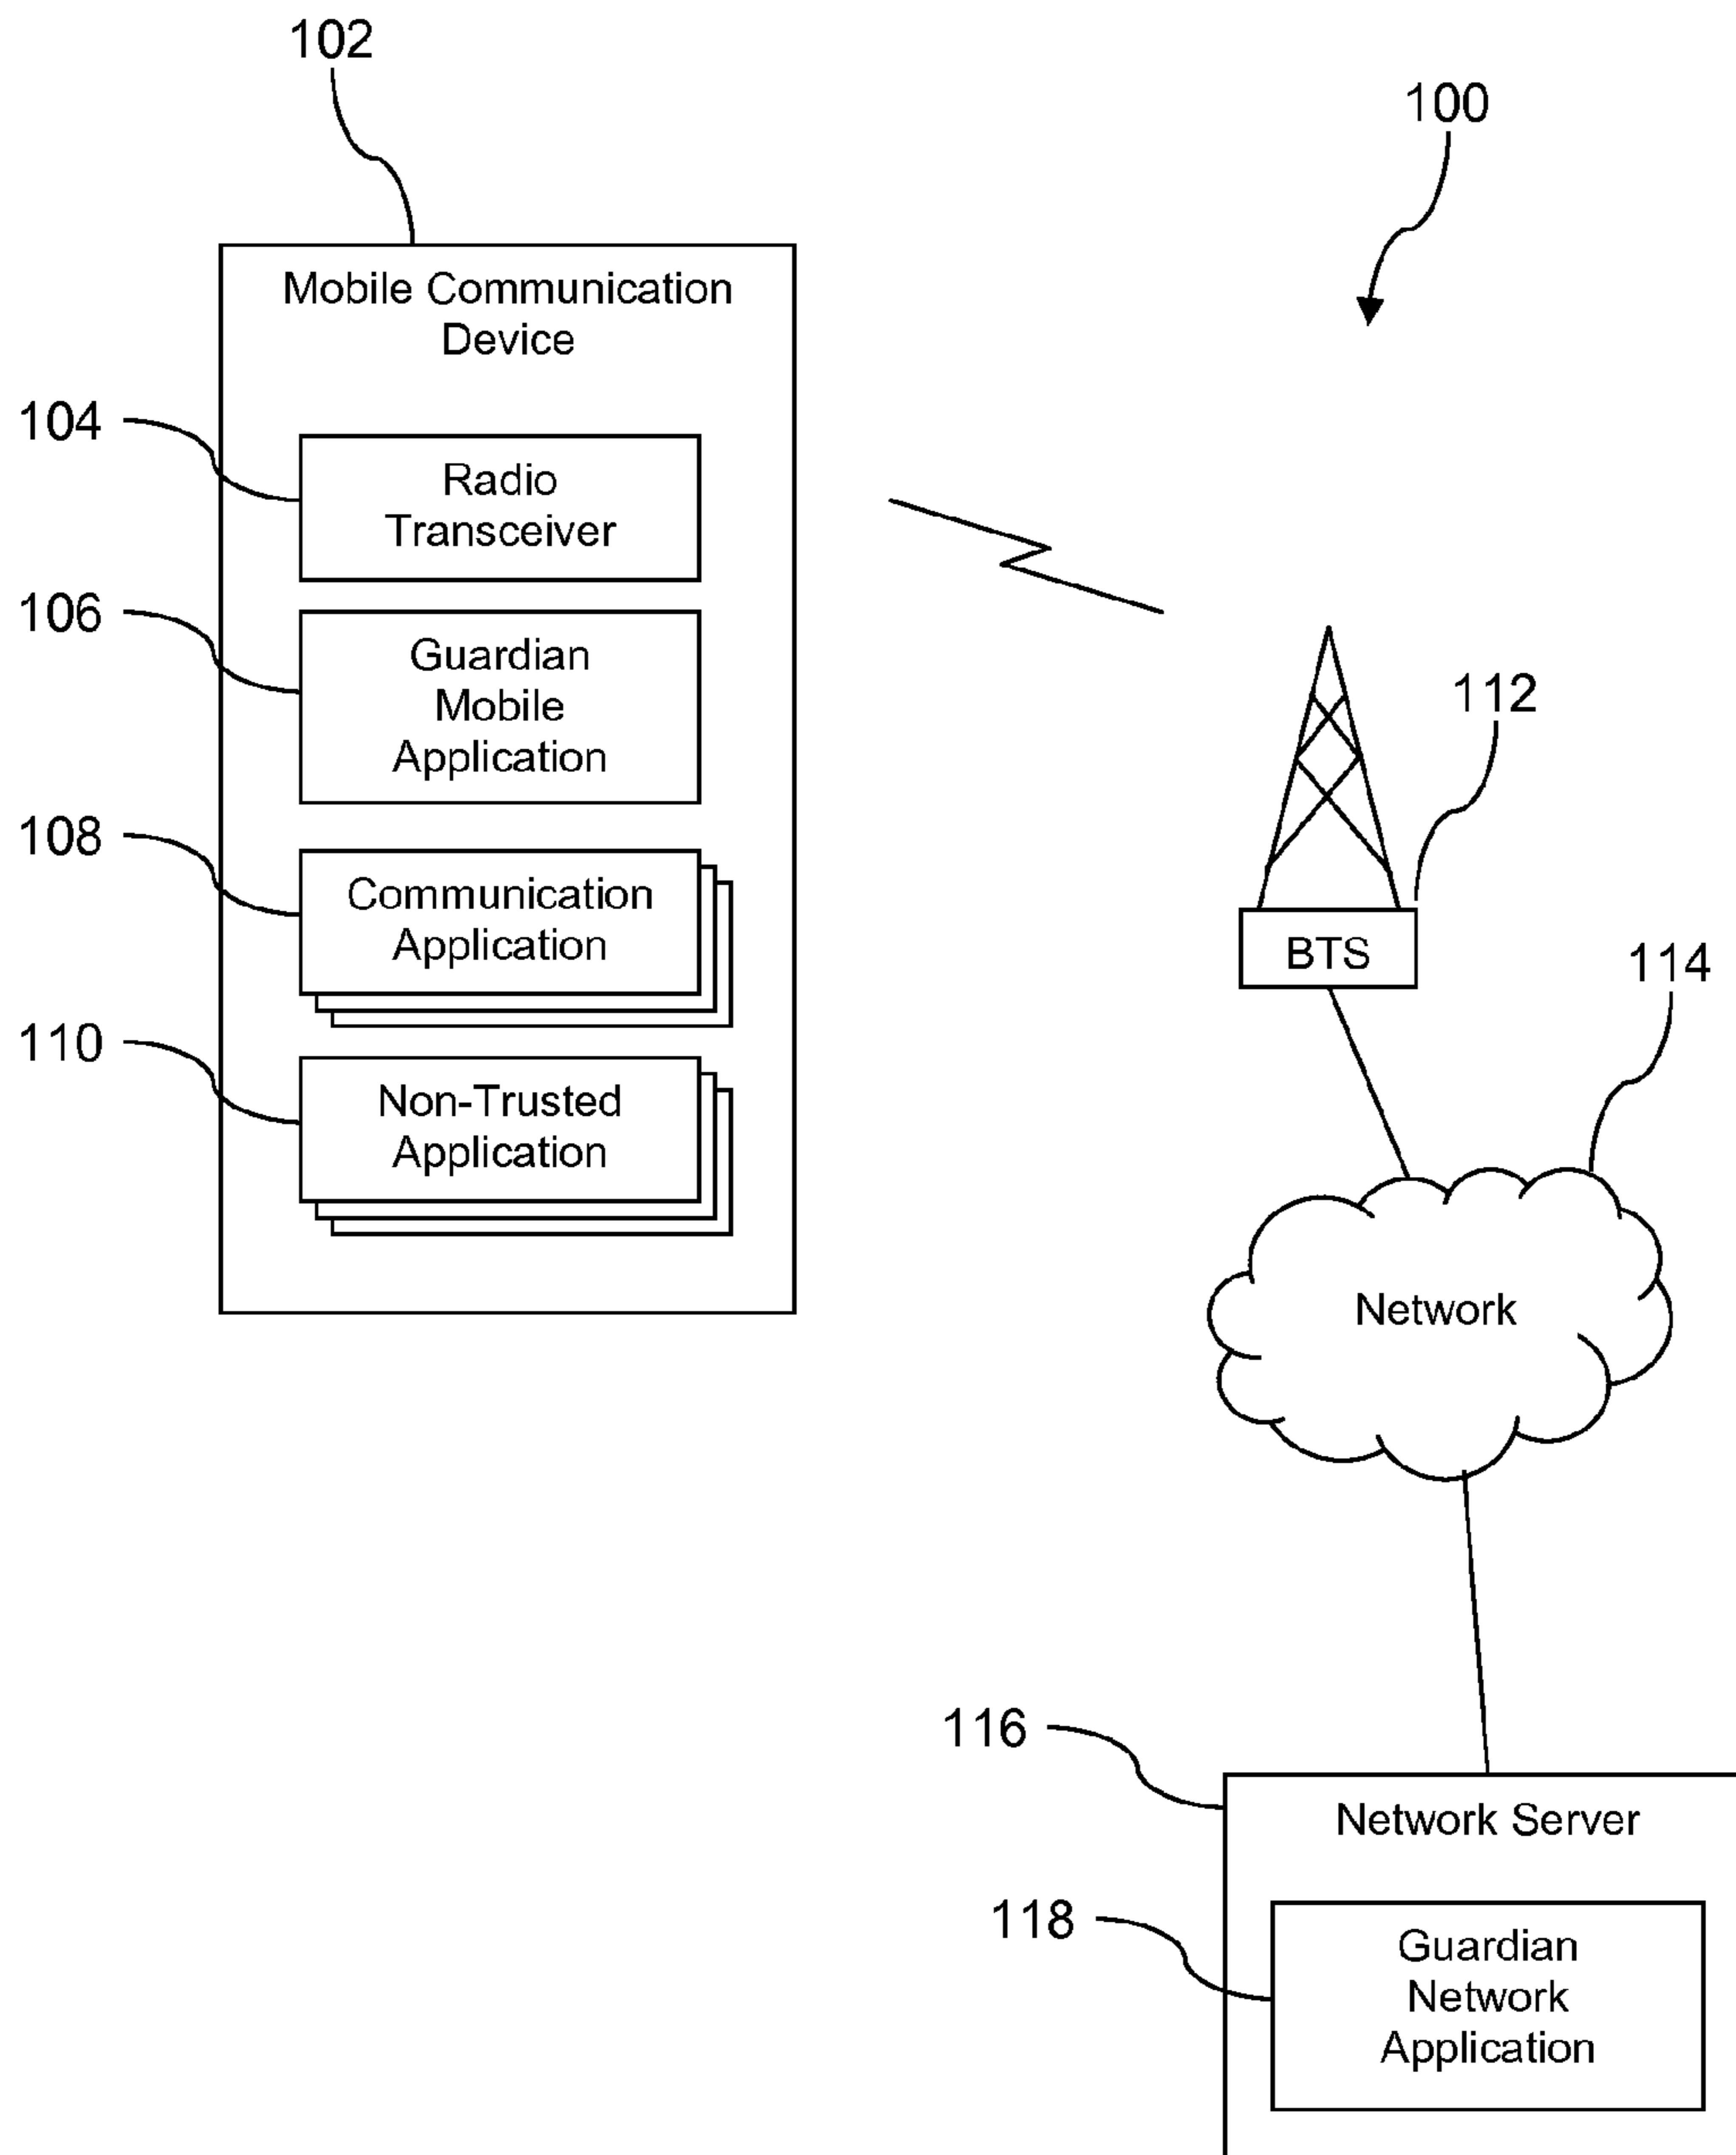 102
100
Mobile Communication
Device
104
Radio
Transceiver
106
Guardian
Mobile
Application
112
108
Communication
Application
BTS
114
110
Non-Trusted
Application
Network
116
Network Server
118
Guardian
Network
Application